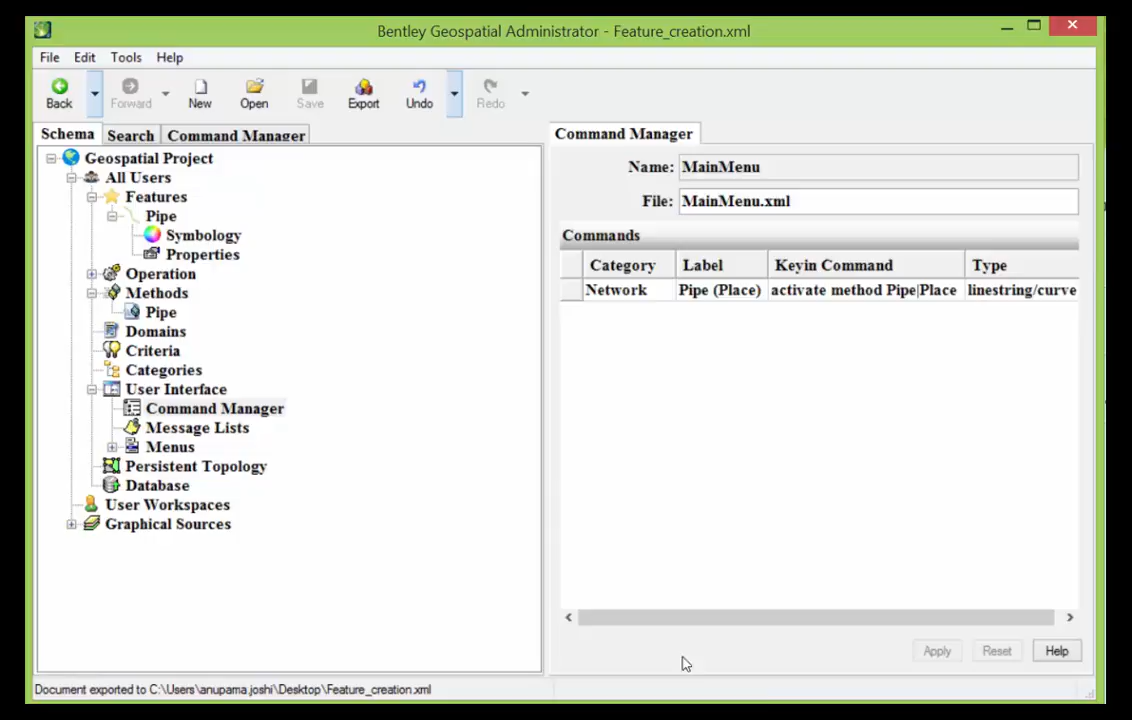 Bentley Geospatial Administrator - Feature_creation.xml
File Edit Tools Help
Back Forward New Open Save Export Undo Redo
Schema Search Command Manager
Geospatial Project
All Users
Features
Pipe
Symbology
Properties
Operation
Methods
Pipe
Domains
Criteria
Categories
User Interface
Command Manager
Message Lists
Menus
Persistent Topology
Database
User Workspaces
Graphical Sources
Command Manager
Name: MainMenu
File: MainMenu.xml
Commands
Category Label Keyin Command Type
Network Pipe (Place) activate method Pipe|Place linestring/curve
Apply Reset Help
Document exported to C:\Users\anupama.joshi\Desktop\Feature_creation.xml